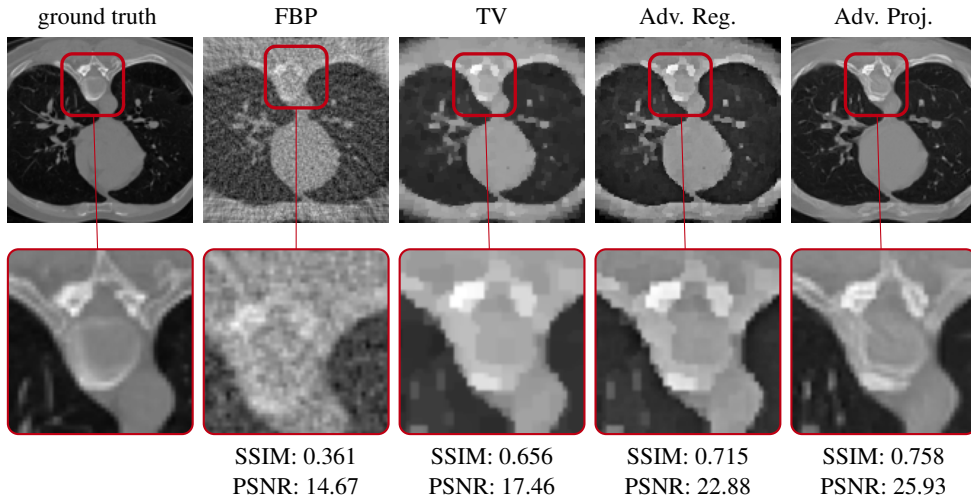 ground truth FBP TV Adv. Reg. Adv. Proj.
SSIM: 0.361 SSIM: 0.656 SSIM: 0.715 SSIM: 0.758
PSNR: 14.67 PSNR: 17.46 PSNR: 22.88 PSNR: 25.93